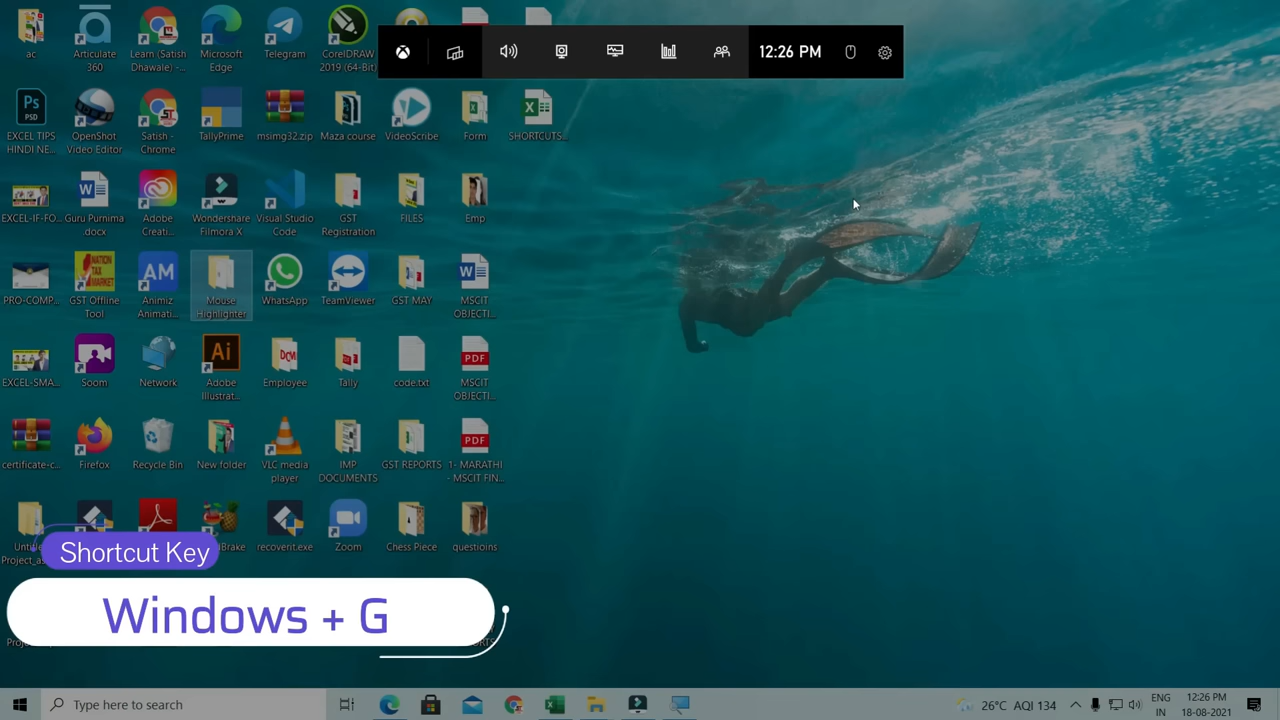 12:26 PM
ac
Articulate
360
Learn (Satish
Dhawale) -...
Microsoft
Edge
Telegram
CorelDRAW
2019 (64-Bit)
EXCEL TIPS
HINDI NE...
OpenShot
Video Editor
Satish -
Chrome
TallyPrime
msimg32.zip
Maza course
VideoScribe
Form
SHORTCUTS...
EXCEL-IF-FO...
Guru Purnima
.docx
Adobe
Creati...
Wondershare
Filmora X
Visual Studio
Code
GST
Registration
FILES
Emp
PRO-COMP...
GST Offline
Tool
Animiz
Animati...
Mouse
Highlighter
WhatsApp
TeamViewer
GST MAY
MSCIT
OBJECTI...
EXCEL-SMA...
Soom
Network
Adobe
Illustrat...
Employee
Tally
code.txt
MSCIT
OBJECTI...
certificate-c...
Firefox
Recycle Bin
New folder
VLC media
player
IMP
DOCUMENTS
GST REPORTS
1- MARATHI
- MSCIT FIN...
recoverit.exe
Zoom
Chess Piece
questioins
Shortcut Key
Windows + G
Type here to search
26°C AQI 134
ENG
IN
12:26 PM
18-08-2021